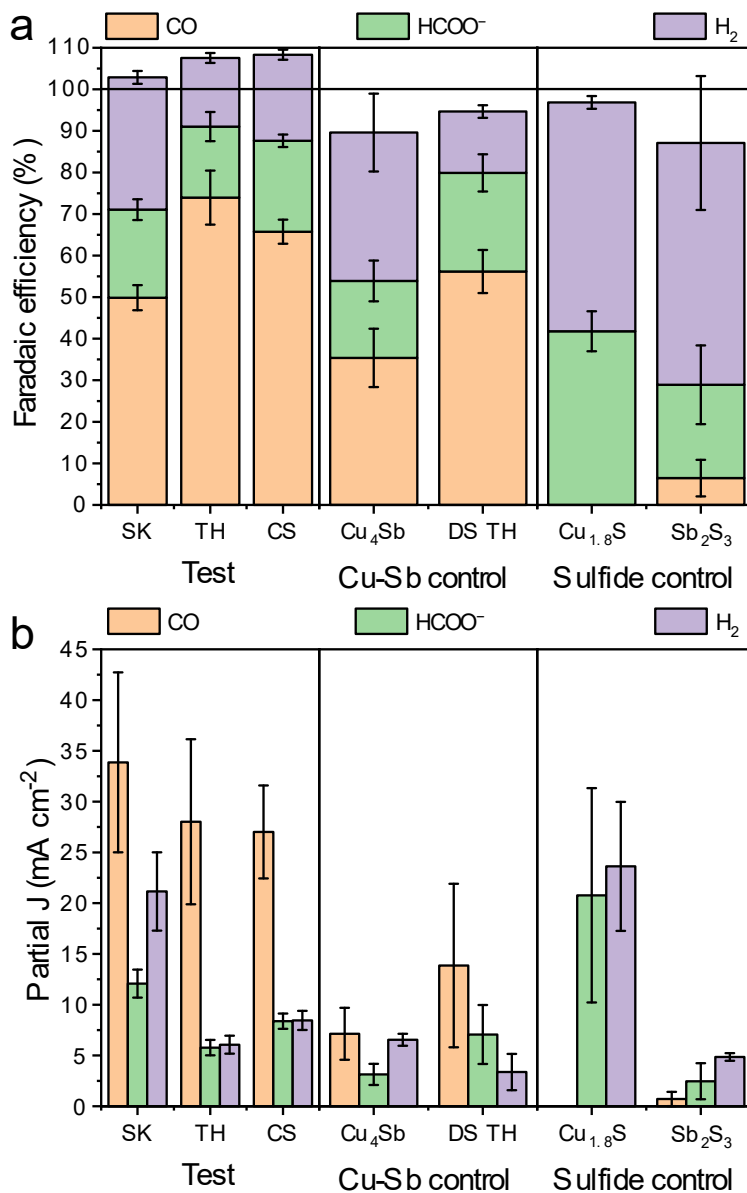 a
CO HCOO⁻ H₂
Faradaic efficiency (%)
110
100
90
80
70
60
50
40
30
20
10
0
SK TH CS Cu₄Sb DS TH Cu₁.₈S Sb₂S₃
Test Cu-Sb control Sulfide control
b
CO HCOO⁻ H₂
Partial J (mA cm⁻²)
45
40
35
30
25
20
15
10
5
0
SK TH CS Cu₄Sb DS TH Cu₁.₈S Sb₂S₃
Test Cu-Sb control Sulfide control